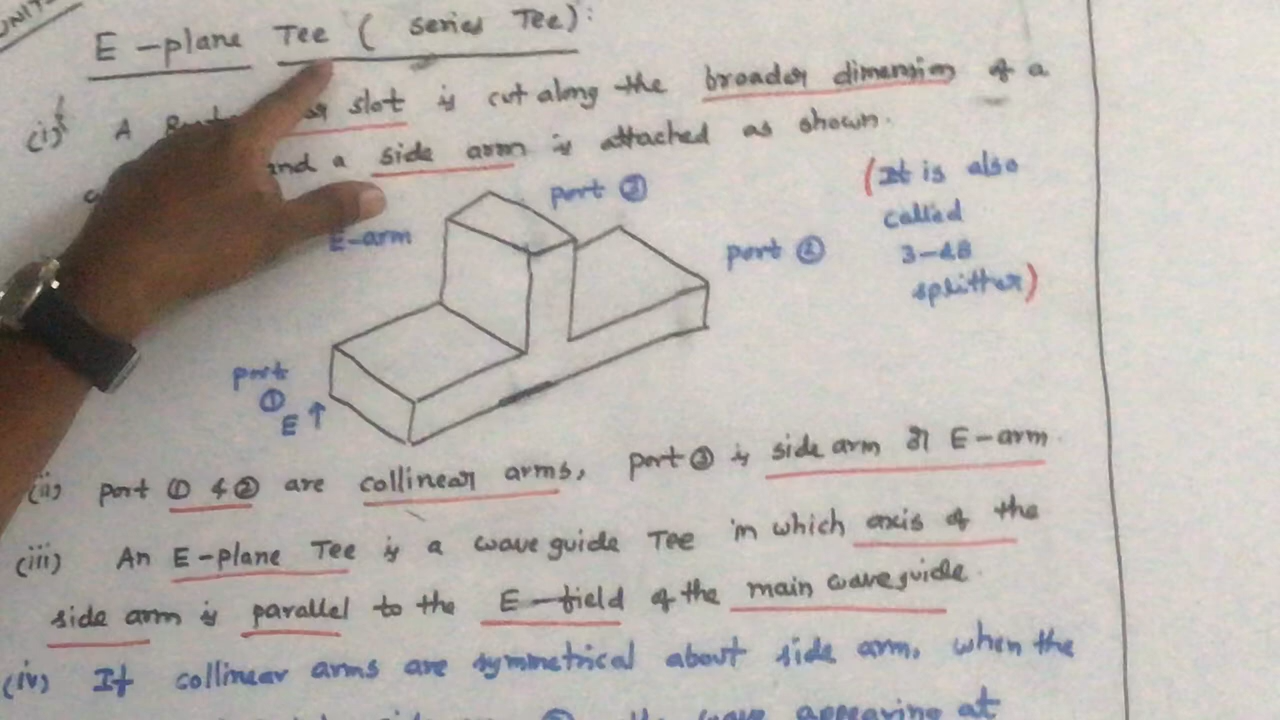 UNIT-
E-plane Tee ( series Tee):
(i) A slot is cut along the broader dimension of a
and a side arm is attached as shown.
port ③
(It is also
called
3-dB
splitter)
E-arm
port ②
port
①
E ↑
(ii) port ① & ② are collinear arms, port ③ is side arm or E-arm.
(iii) An E-plane Tee is a wave guide Tee in which axis of the
side arm is parallel to the E-field of the main waveguide.
(iv) If collinear arms are symmetrical about side arm, when the
wave appearing at